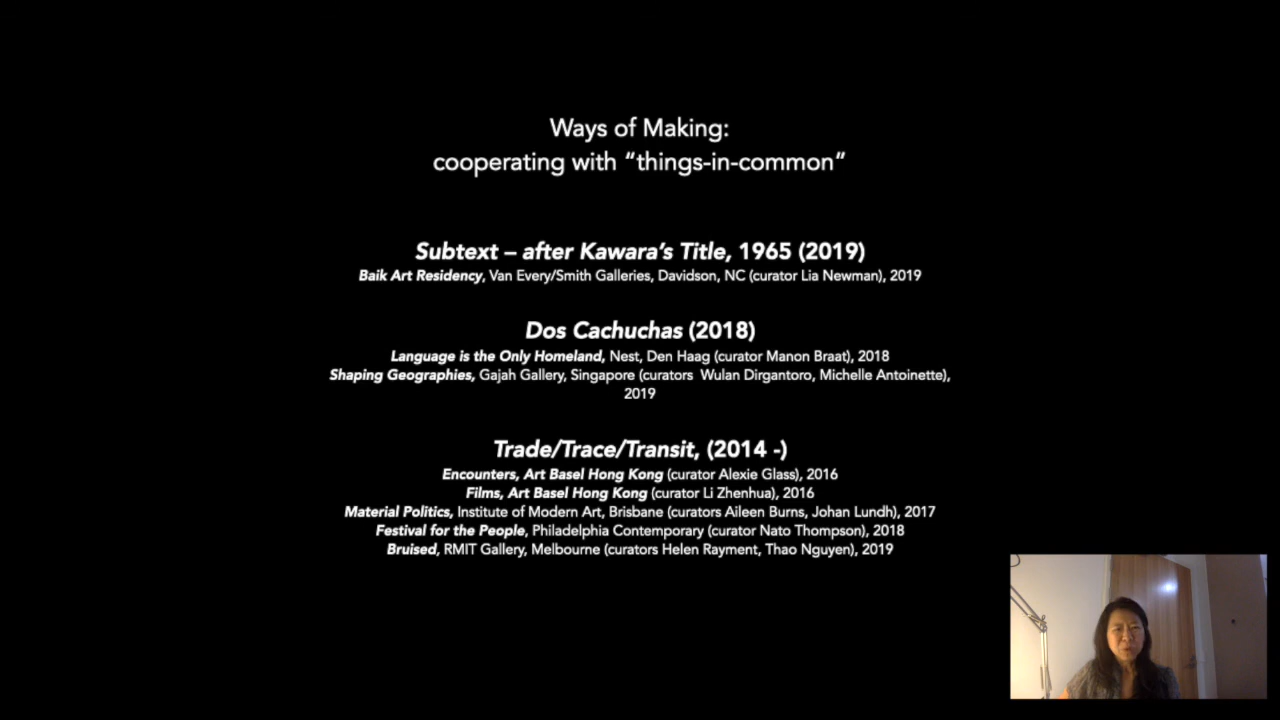 Ways of Making:
cooperating with “things-in-common”
Subtext – after Kawara’s Title, 1965 (2019)
Baik Art Residency, Van Every/Smith Galleries, Davidson, NC (curator Lia Newman), 2019
Dos Cachuchas (2018)
Language is the Only Homeland, Nest, Den Haag (curator Manon Braat), 2018
Shaping Geographies, Gajah Gallery, Singapore (curators  Wulan Dirgantoro, Michelle Antoinette),
2019
Trade/Trace/Transit, (2014 -)
Encounters, Art Basel Hong Kong (curator Alexie Glass), 2016
Films, Art Basel Hong Kong (curator Li Zhenhua), 2016
Material Politics, Institute of Modern Art, Brisbane (curators Aileen Burns, Johan Lundh), 2017
Festival for the People, Philadelphia Contemporary (curator Nato Thompson), 2018
Bruised, RMIT Gallery, Melbourne (curators Helen Rayment, Thao Nguyen), 2019